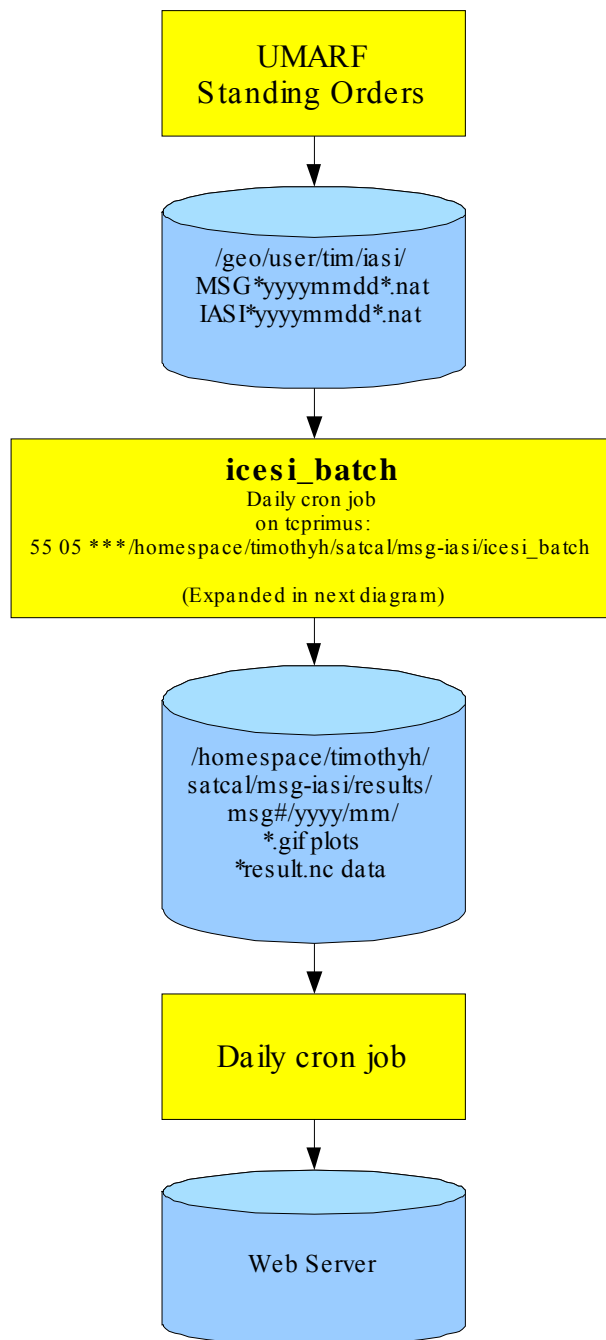 UMARF
Standing Orders
/geo/user/tim/iasi/
MSG*yyyymmdd*.nat
IASI*yyyymmdd*.nat
icesi_batch
Daily cron job
on tcprimus:
55 05 * * * /homespace/timothyh/satcal/msg-iasi/icesi_batch
(Expanded in next diagram)
/homespace/timothyh/
satcal/msg-iasi/results/
msg#/yyyy/mm/
*.gif plots
*result.nc data
Daily cron job
Web Server